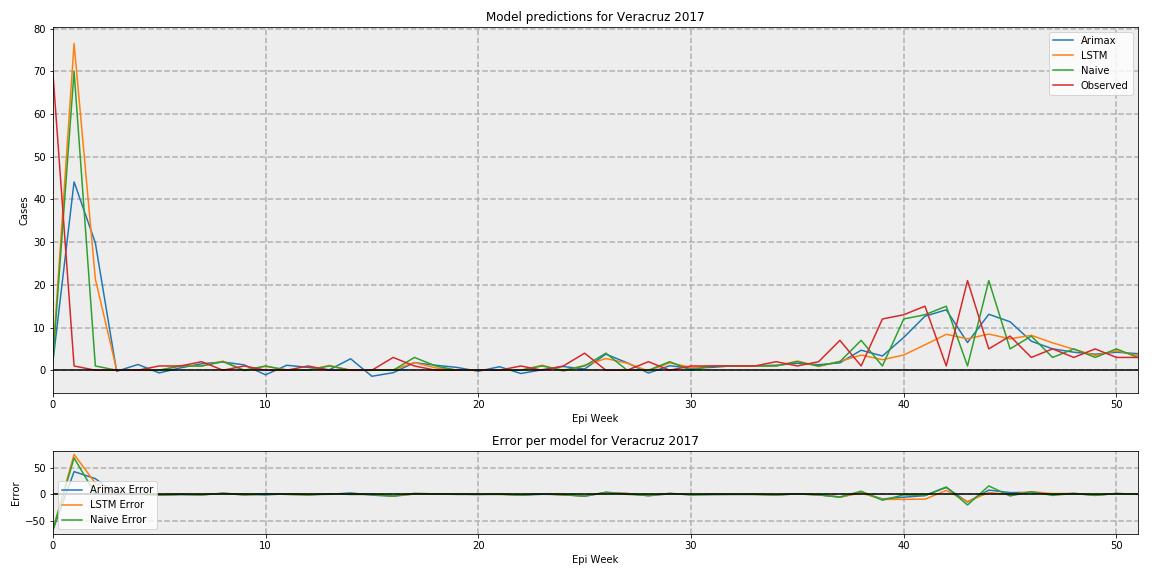 Model predictions for Veracruz 2017
80
70
60
50
40
30
20
10
0
Cases
Arimax
LSTM
Naive
Observed
0 10 20 30 40 50
Epi Week
Error per model for Veracruz 2017
50
0
−50
Error
Arimax Error
LSTM Error
Naive Error
0 10 20 30 40 50
Epi Week